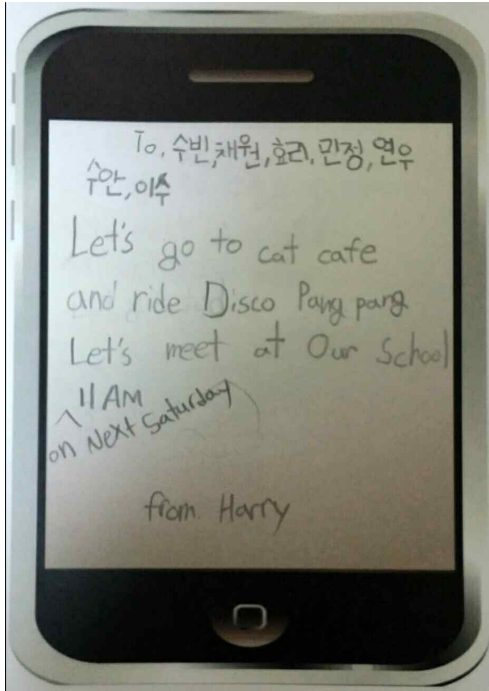 To, 수빈,채원,효리,민정,연우
수안,이수
Let's go to cat cafe
and ride Disco Pang pang
Let's meet at Our School
11 AM
^
on Next Saturday
from Harry